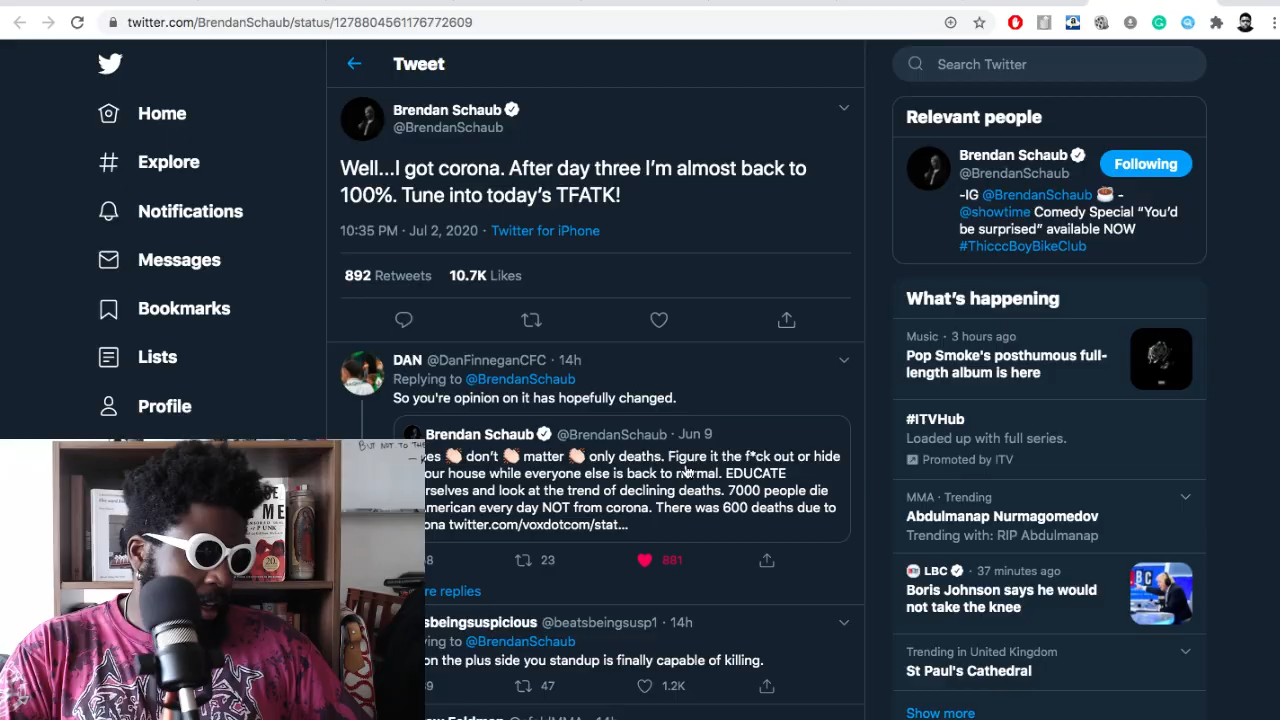 twitter.com/BrendanSchaub/status/1278804561176772609
Home
Explore
Notifications
Messages
Bookmarks
Lists
Profile
Tweet
Brendan Schaub
@BrendanSchaub
Well...I got corona. After day three I’m almost back to
100%. Tune into today’s TFATK!
10:35 PM · Jul 2, 2020 · Twitter for iPhone
892 Retweets 10.7K Likes
DAN @DanFinneganCFC · 14h
Replying to @BrendanSchaub
So you're opinion on it has hopefully changed.
Brendan Schaub @BrendanSchaub · Jun 9
es 👏🏻 don’t 👏🏻 matter 👏🏻 only deaths. Figure it the f*ck out or hide
our house while everyone else is back to normal. EDUCATE
rselves and look at the trend of declining deaths. 7000 people die
merican every day NOT from corona. There was 600 deaths due to
ona twitter.com/voxdotcom/stat...
8 23 881
re replies
sbeingsuspicious @beatsbeingsusp1 · 14h
ying to @BrendanSchaub
on the plus side you standup is finally capable of killing.
9 47 1.2K
BUT NOT TO THE
Search Twitter
Relevant people
Brendan Schaub
@BrendanSchaub
Following
-IG @BrendanSchaub ☕ -
@showtime Comedy Special “You’d
be surprised” available NOW
#ThicccBoyBikeClub
What’s happening
Music · 3 hours ago
Pop Smoke's posthumous full-
length album is here
#ITVHub
Loaded up with full series.
Promoted by ITV
MMA · Trending
Abdulmanap Nurmagomedov
Trending with: RIP Abdulmanap
LBC · 37 minutes ago
Boris Johnson says he would
not take the knee
Trending in United Kingdom
St Paul's Cathedral
Show more